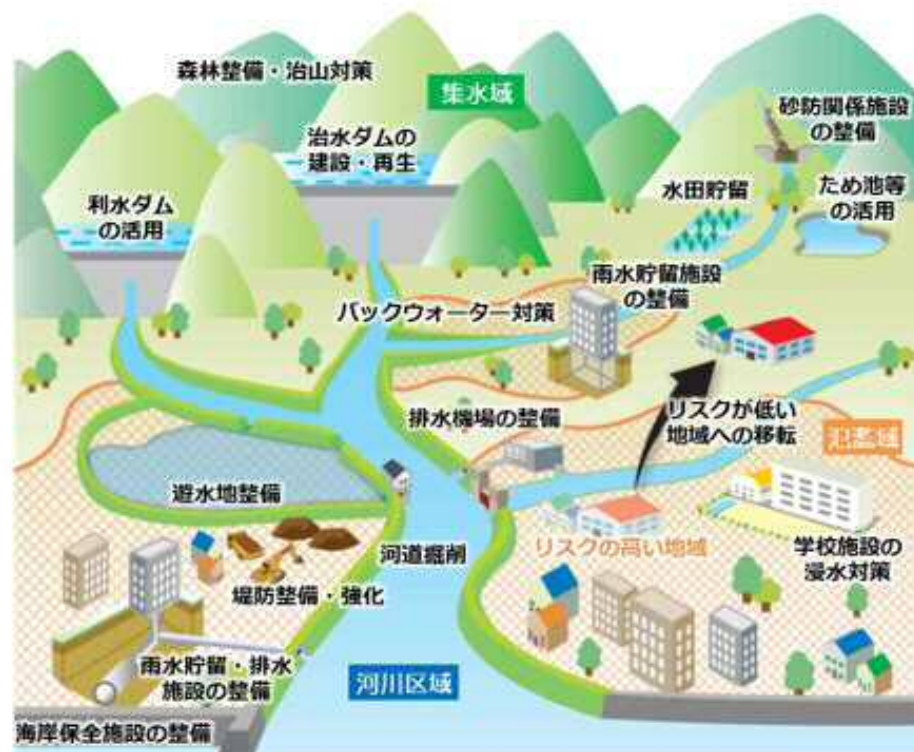 森林整備・治山対策
集水域
治水ダムの
建設・再生
砂防関係施設
の整備
利水ダム
の活用
水田貯留
ため池等
の活用
雨水貯留施設
の整備
バックウォーター対策
リスクが低い
地域への移転
排水機場の整備
氾濫域
遊水地整備
リスクの高い地域
学校施設の
浸水対策
河道掘削
堤防整備・強化
雨水貯留・排水
施設の整備
河川区域
海岸保全施設の整備